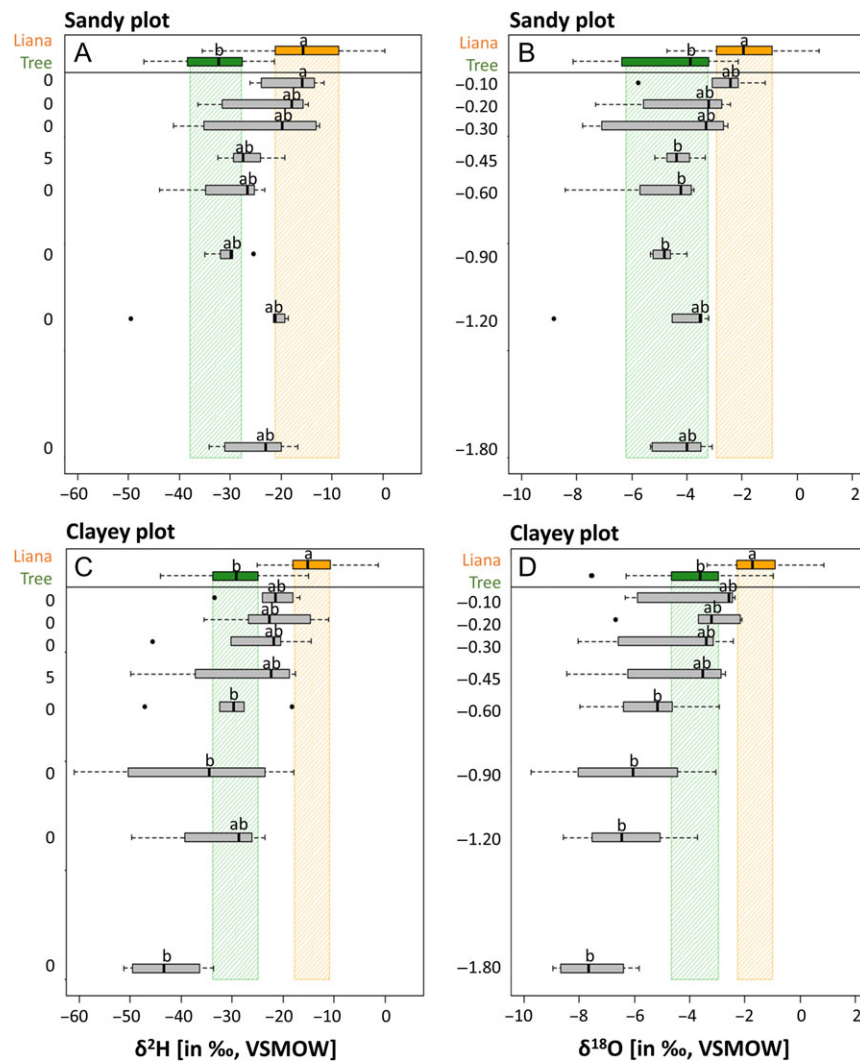 Sandy plot
Sandy plot
Liana
Tree
A
b
a
Liana
Tree
B
b
a
0
a
0
ab
0
ab
5
ab
0
ab
0
ab
0
ab
0
ab
−0.10
ab
−0.20
ab
−0.30
ab
−0.45
b
−0.60
b
−0.90
b
−1.20
ab
−1.80
ab
−60 −50 −40 −30 −20 −10 0
−10 −8 −6 −4 −2 0 2
Clayey plot
Clayey plot
Liana
Tree
C
b
a
Liana
Tree
D
b
a
0
ab
0
ab
0
ab
5
ab
0
b
0
b
0
ab
0
b
−0.10
ab
−0.20
ab
−0.30
ab
−0.45
ab
−0.60
b
−0.90
b
−1.20
b
−1.80
b
−60 −50 −40 −30 −20 −10 0
−10 −8 −6 −4 −2 0 2
δ²H [in ‰, VSMOW]
δ¹⁸O [in ‰, VSMOW]